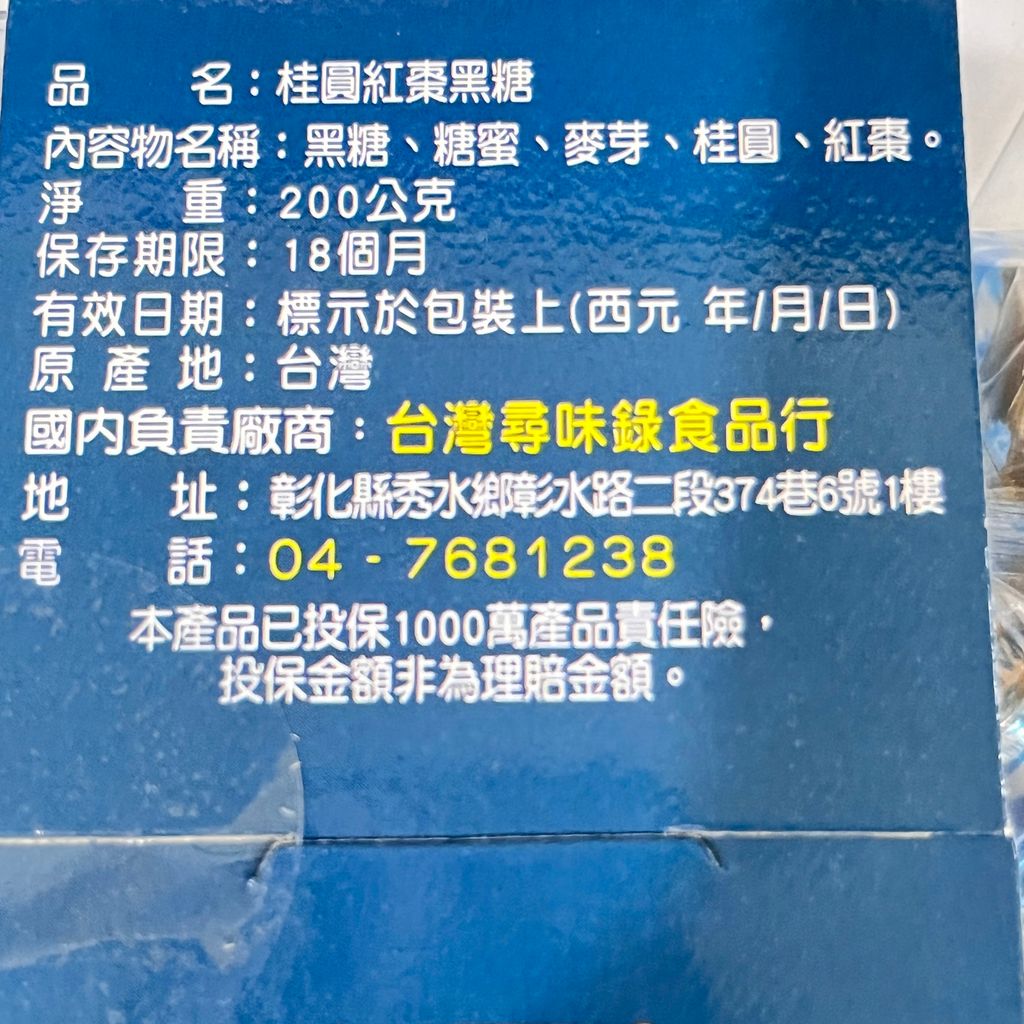 品　　名：桂圓紅棗黑糖
內容物名稱：黑糖、糖蜜、麥芽、桂圓、紅棗。
淨　　重：200公克
保存期限：18個月
有效日期：標示於包裝上(西元 年/月/日)
原 產 地：台灣
國內負責廠商：台灣尋味錄食品行
地　　址：彰化縣秀水鄉彰水路二段374巷6號1樓
電　　話：04 - 7681238
本產品已投保1000萬產品責任險，
投保金額非為理賠金額。